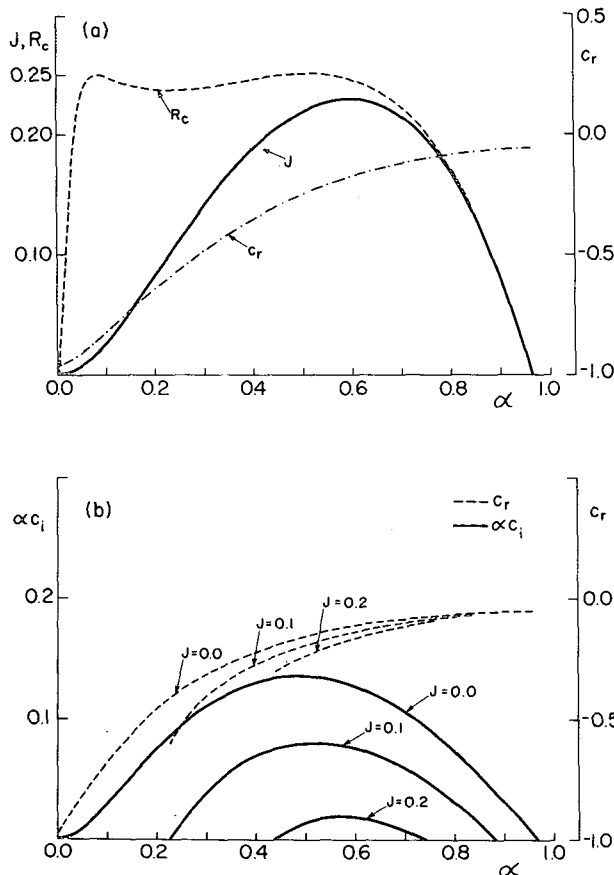 (a)
J, R_c
0.5
c_r
0.25
0.20
0.10
R_c
J
c_r
0.0
-0.5
-1.0
0.0 0.2 0.4 0.6 0.8 1.0
α
(b)
αc_i
--- c_r
— αc_i
c_r
0.2
0.1
J=0.0
J=0.1
J=0.2
J=0.0
J=0.1
J=0.2
0.0
-0.5
-1.0
0.0 0.2 0.4 0.6 0.8 1.0
α